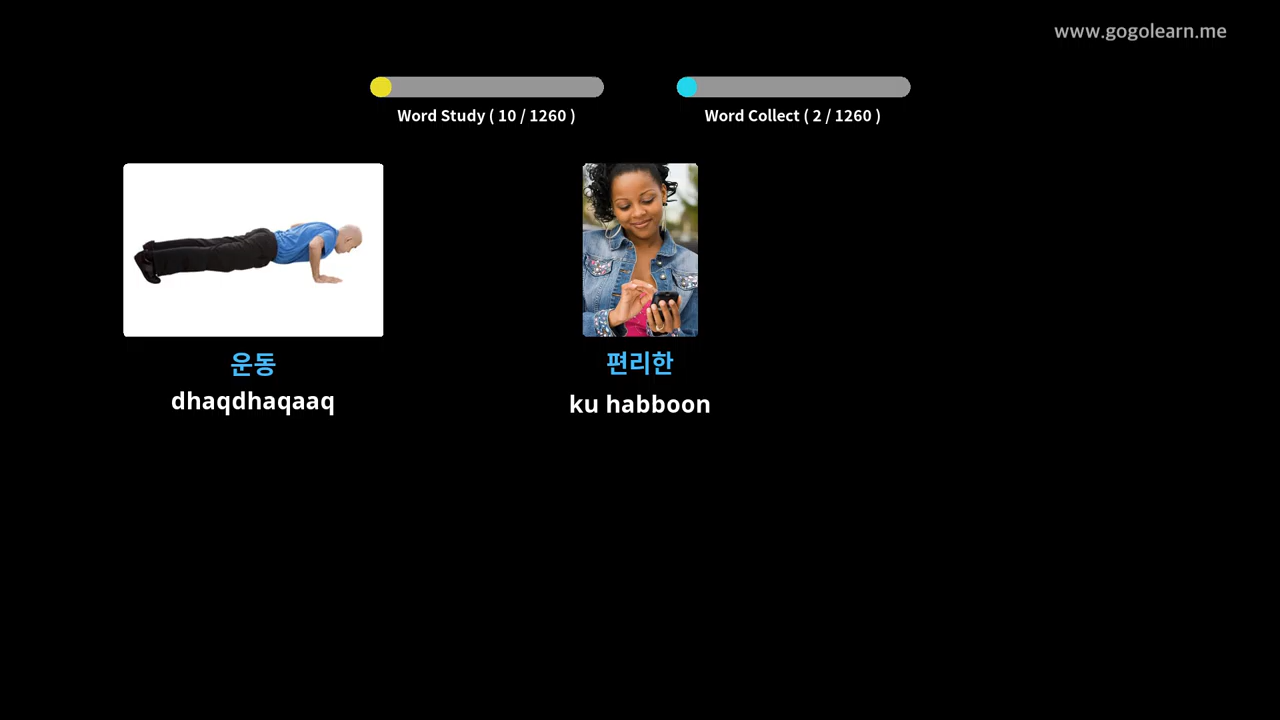 www.gogolearn.me
Word Study ( 10 / 1260 )
Word Collect ( 2 / 1260 )
운동
dhaqdhaqaaq
편리한
ku habboon